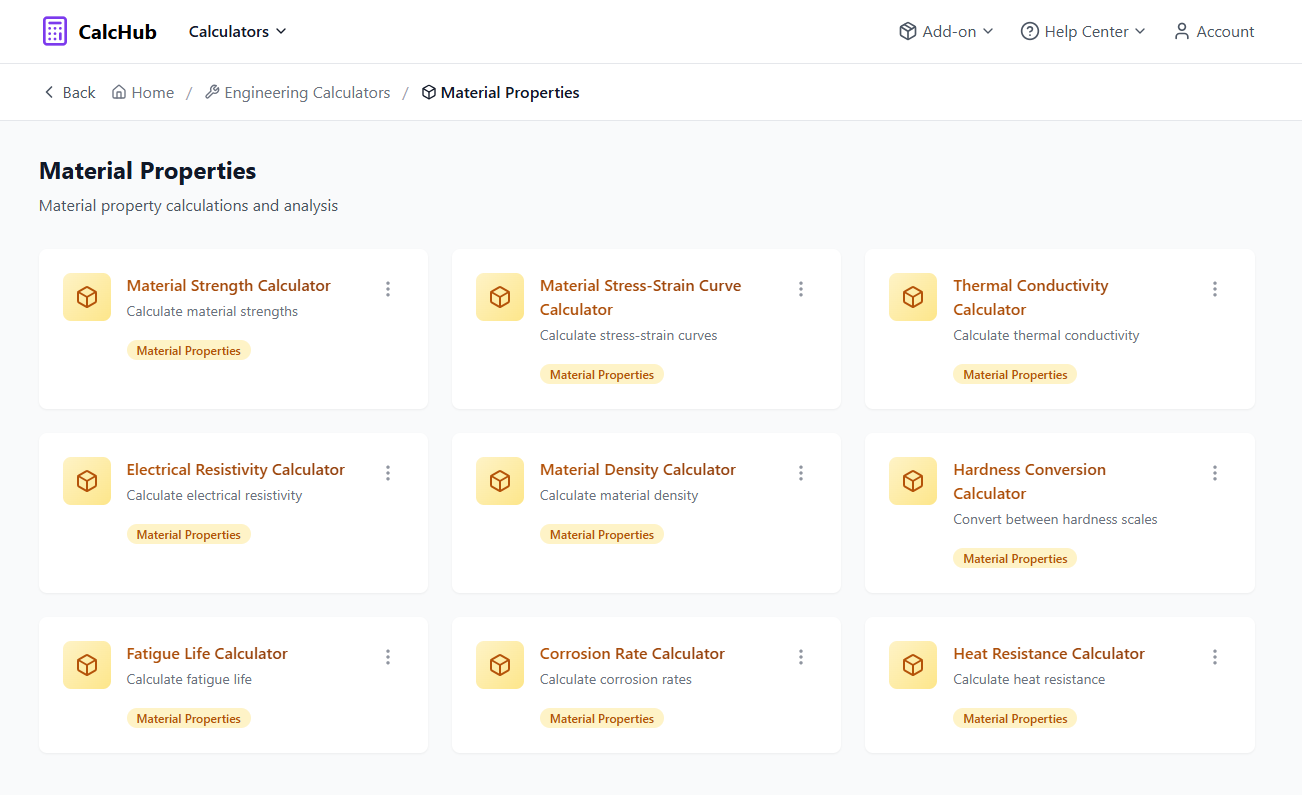 CalcHub Calculators Add-on Help Center Account
Back Home / Engineering Calculators / Material Properties
Material Properties
Material property calculations and analysis
Material Strength Calculator
Calculate material strengths
Material Properties
Material Stress-Strain Curve
Calculator
Calculate stress-strain curves
Material Properties
Thermal Conductivity
Calculator
Calculate thermal conductivity
Material Properties
Electrical Resistivity Calculator
Calculate electrical resistivity
Material Properties
Material Density Calculator
Calculate material density
Material Properties
Hardness Conversion
Calculator
Convert between hardness scales
Material Properties
Fatigue Life Calculator
Calculate fatigue life
Material Properties
Corrosion Rate Calculator
Calculate corrosion rates
Material Properties
Heat Resistance Calculator
Calculate heat resistance
Material Properties